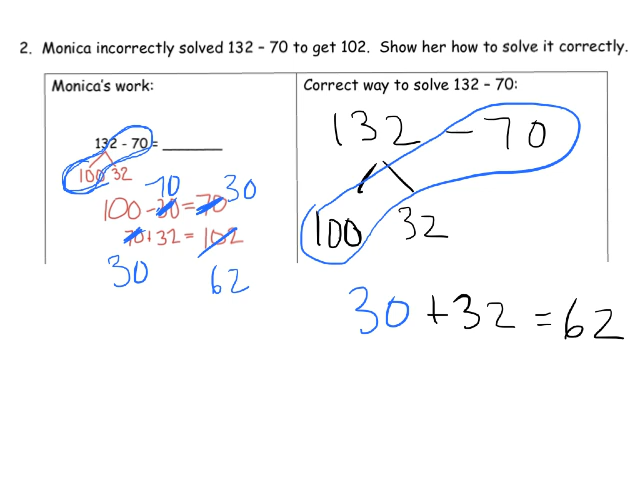 2. Monica incorrectly solved 132 – 70 to get 102. Show her how to solve it correctly.
Monica's work:
132 - 70 = ________
100 32
70 30
100 - 30 = 70
70 + 32 = 102
30 62
Correct way to solve 132 – 70:
132 - 70
100 32
30 + 32 = 62